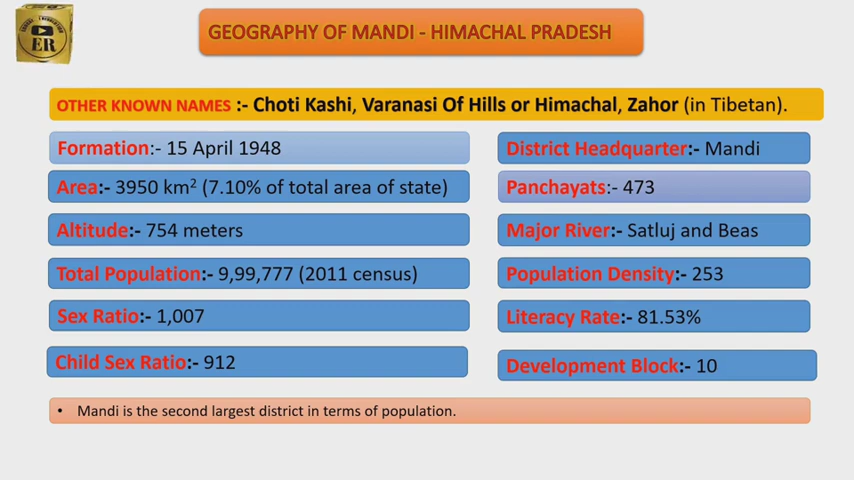 ER
GEOGRAPHY OF MANDI - HIMACHAL PRADESH
OTHER KNOWN NAMES :- Choti Kashi, Varanasi Of Hills or Himachal, Zahor (in Tibetan).
Formation:- 15 April 1948
District Headquarter:- Mandi
Area:- 3950 km² (7.10% of total area of state)
Panchayats:- 473
Altitude:- 754 meters
Major River:- Satluj and Beas
Total Population:- 9,99,777 (2011 census)
Population Density:- 253
Sex Ratio:- 1,007
Literacy Rate:- 81.53%
Child Sex Ratio:- 912
Development Block:- 10
• Mandi is the second largest district in terms of population.